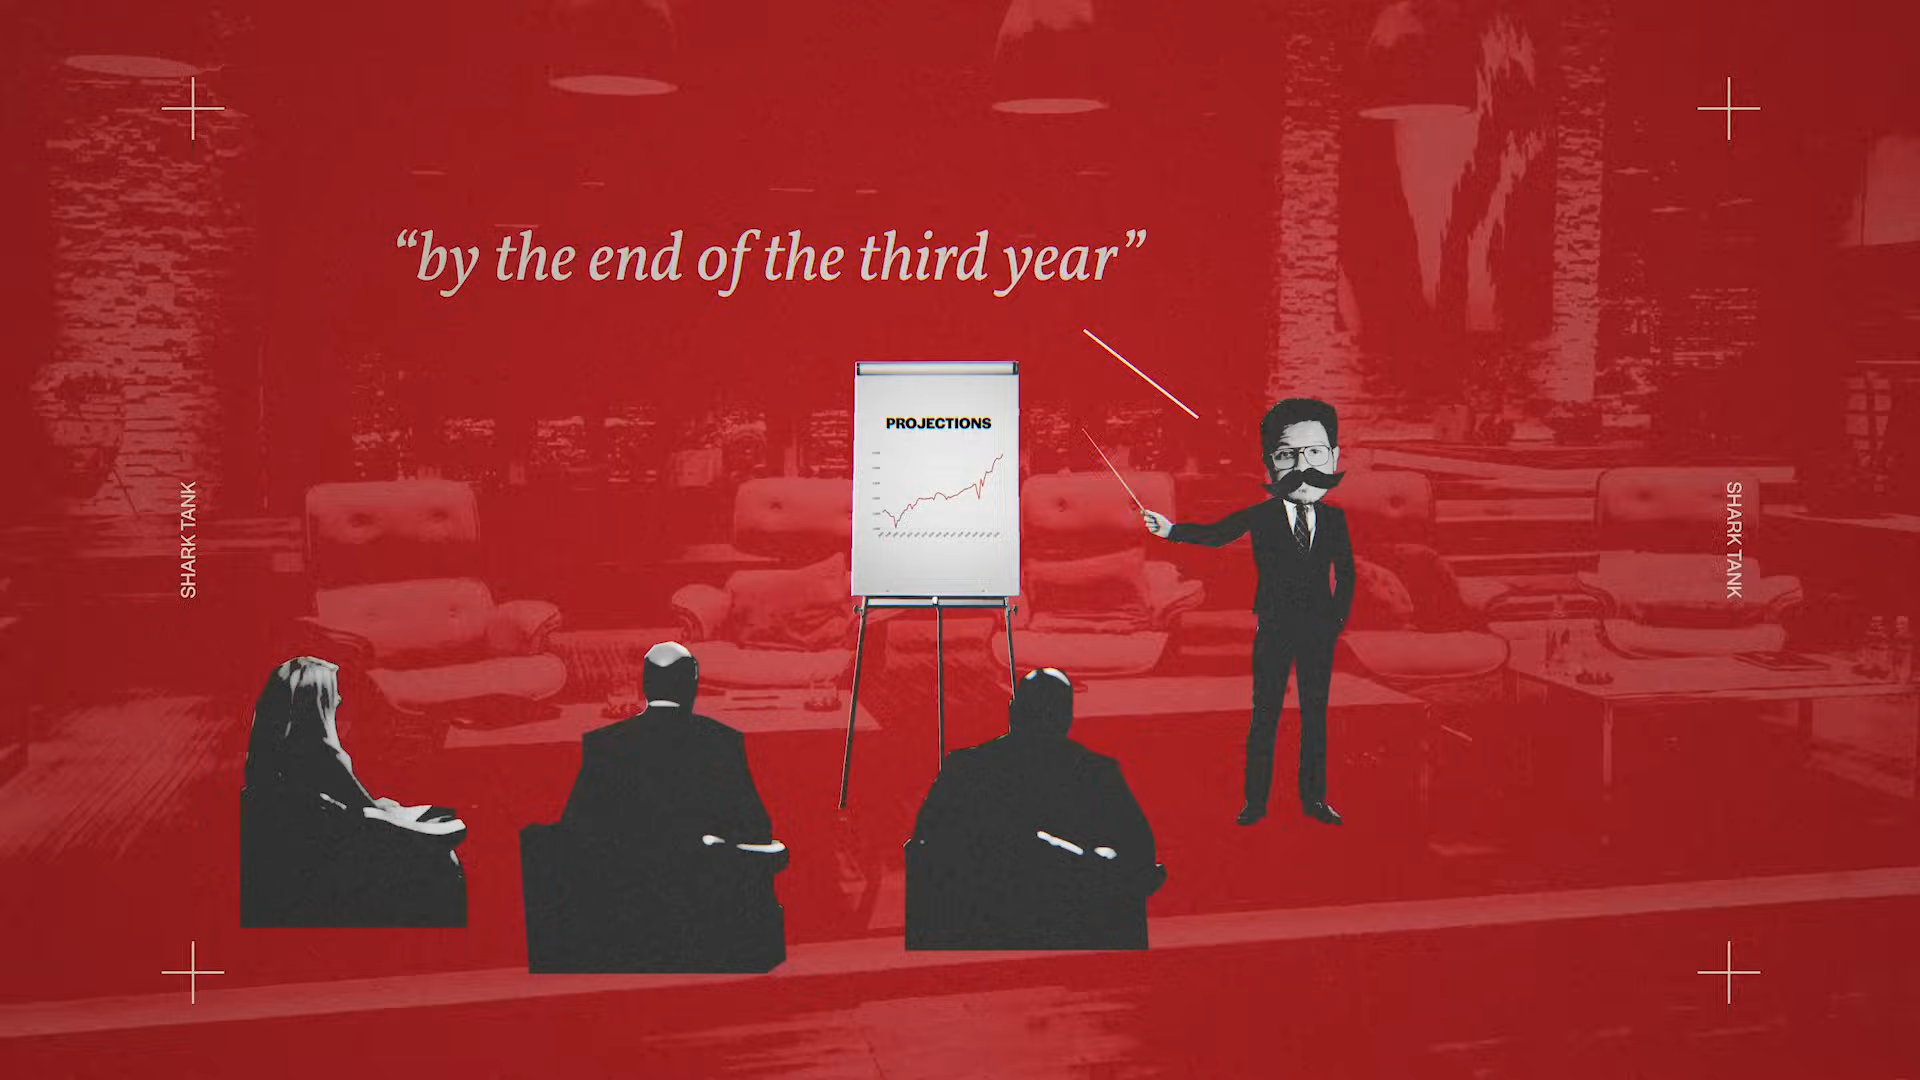 “by the end of the third year”
PROJECTIONS
SHARK TANK
SHARK TANK